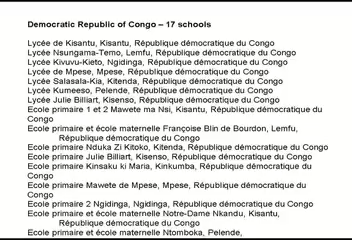 Democratic Republic of Congo – 17 schools
Lycée de Kisantu, Kisantu, République démocratique du Congo
Lycée Nsungama-Temo, Lemfu, République démocratique du Congo
Lycée Kivuvu-Kieto, Ngidinga, République démocratique du Congo
Lycée de Mpese, Mpese, République démocratique du Congo
Lycée Salasala-Kia, Kitenda, République démocratique du Congo
Lycée Kumeeso, Pelende, République démocratique du Congo
Lycée Julie Billiart, Kisenso, République démocratique du Congo
Ecole primaire 1 et 2 Mawete ma Nsi, Kisantu, République démocratique du
Congo
Ecole primaire et école maternelle Françoise Blin de Bourdon, Lemfu,
République démocratique du Congo
Ecole primaire Nduka Zi Kitoko, Kitenda, République démocratique du Congo
Ecole primaire Julie Billiart, Kisenso, République démocratique du Congo
Ecole primaire Kinsaku ki Maria, Kinkumba, République démocratique du
Congo
Ecole primaire Mawete de Mpese, Mpese, République démocratique du
Congo
Ecole primaire 2 Ngidinga, Ngidinga, République démocratique du Congo
Ecole primaire et école maternelle Notre-Dame Nkandu, Kisantu,
République démocratique du Congo
Ecole primaire et école maternelle Ntomboka, Pelende,